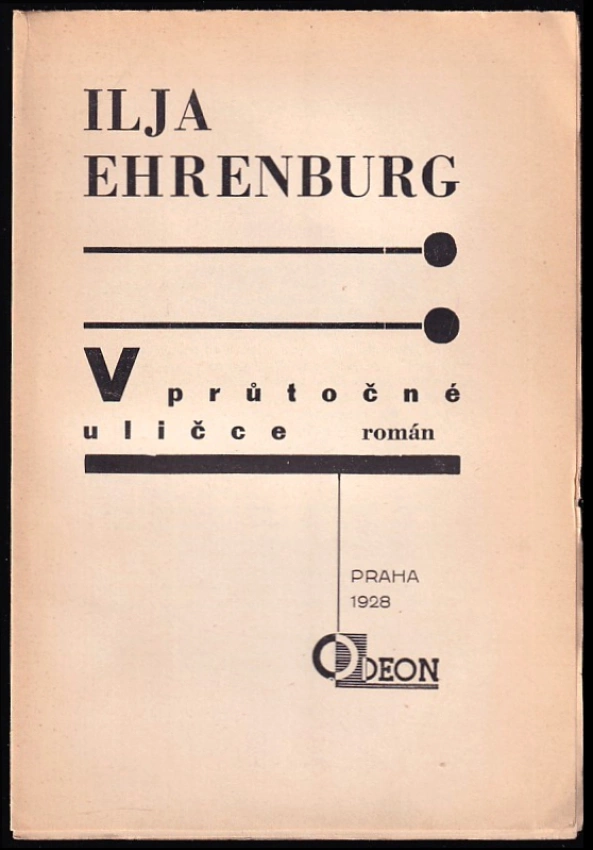 ILJA
EHRENBURG
V průtočné
uličce román
PRAHA
1928
ODEON